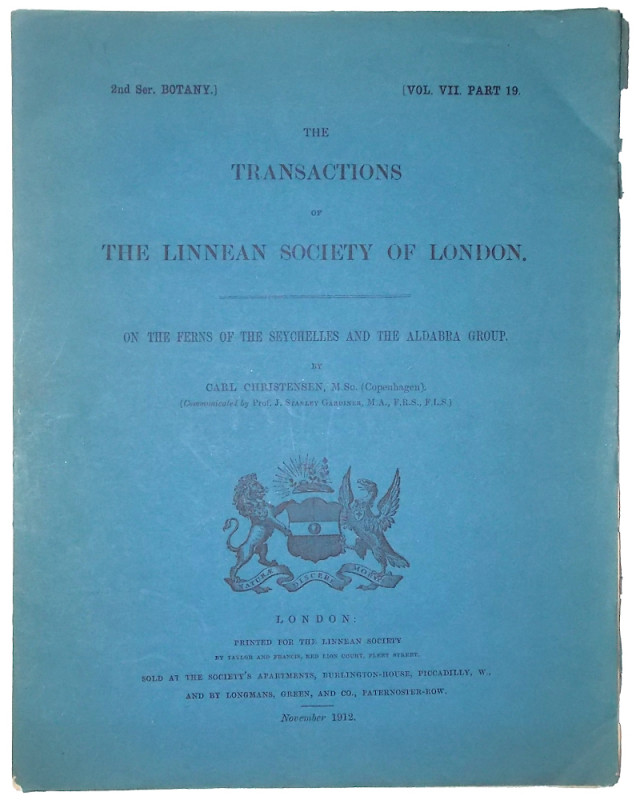 2nd Ser. BOTANY.] [VOL. VII. PART 19.
THE
TRANSACTIONS
OF
THE LINNEAN SOCIETY OF LONDON.
ON THE FERNS OF THE SEYCHELLES AND THE ALDABRA GROUP.
BY
CARL CHRISTENSEN, M.Sc. (Copenhagen).
(Communicated by Prof. J. STANLEY GARDINER, M.A., F.R.S., F.L.S.)
NATURÆ DISCERE MORES
LONDON:
PRINTED FOR THE LINNEAN SOCIETY
BY TAYLOR AND FRANCIS, RED LION COURT, FLEET STREET.
SOLD AT THE SOCIETY'S APARTMENTS, BURLINGTON-HOUSE, PICCADILLY, W.,
AND BY LONGMANS, GREEN, AND CO., PATERNOSTER-ROW.
November 1912.